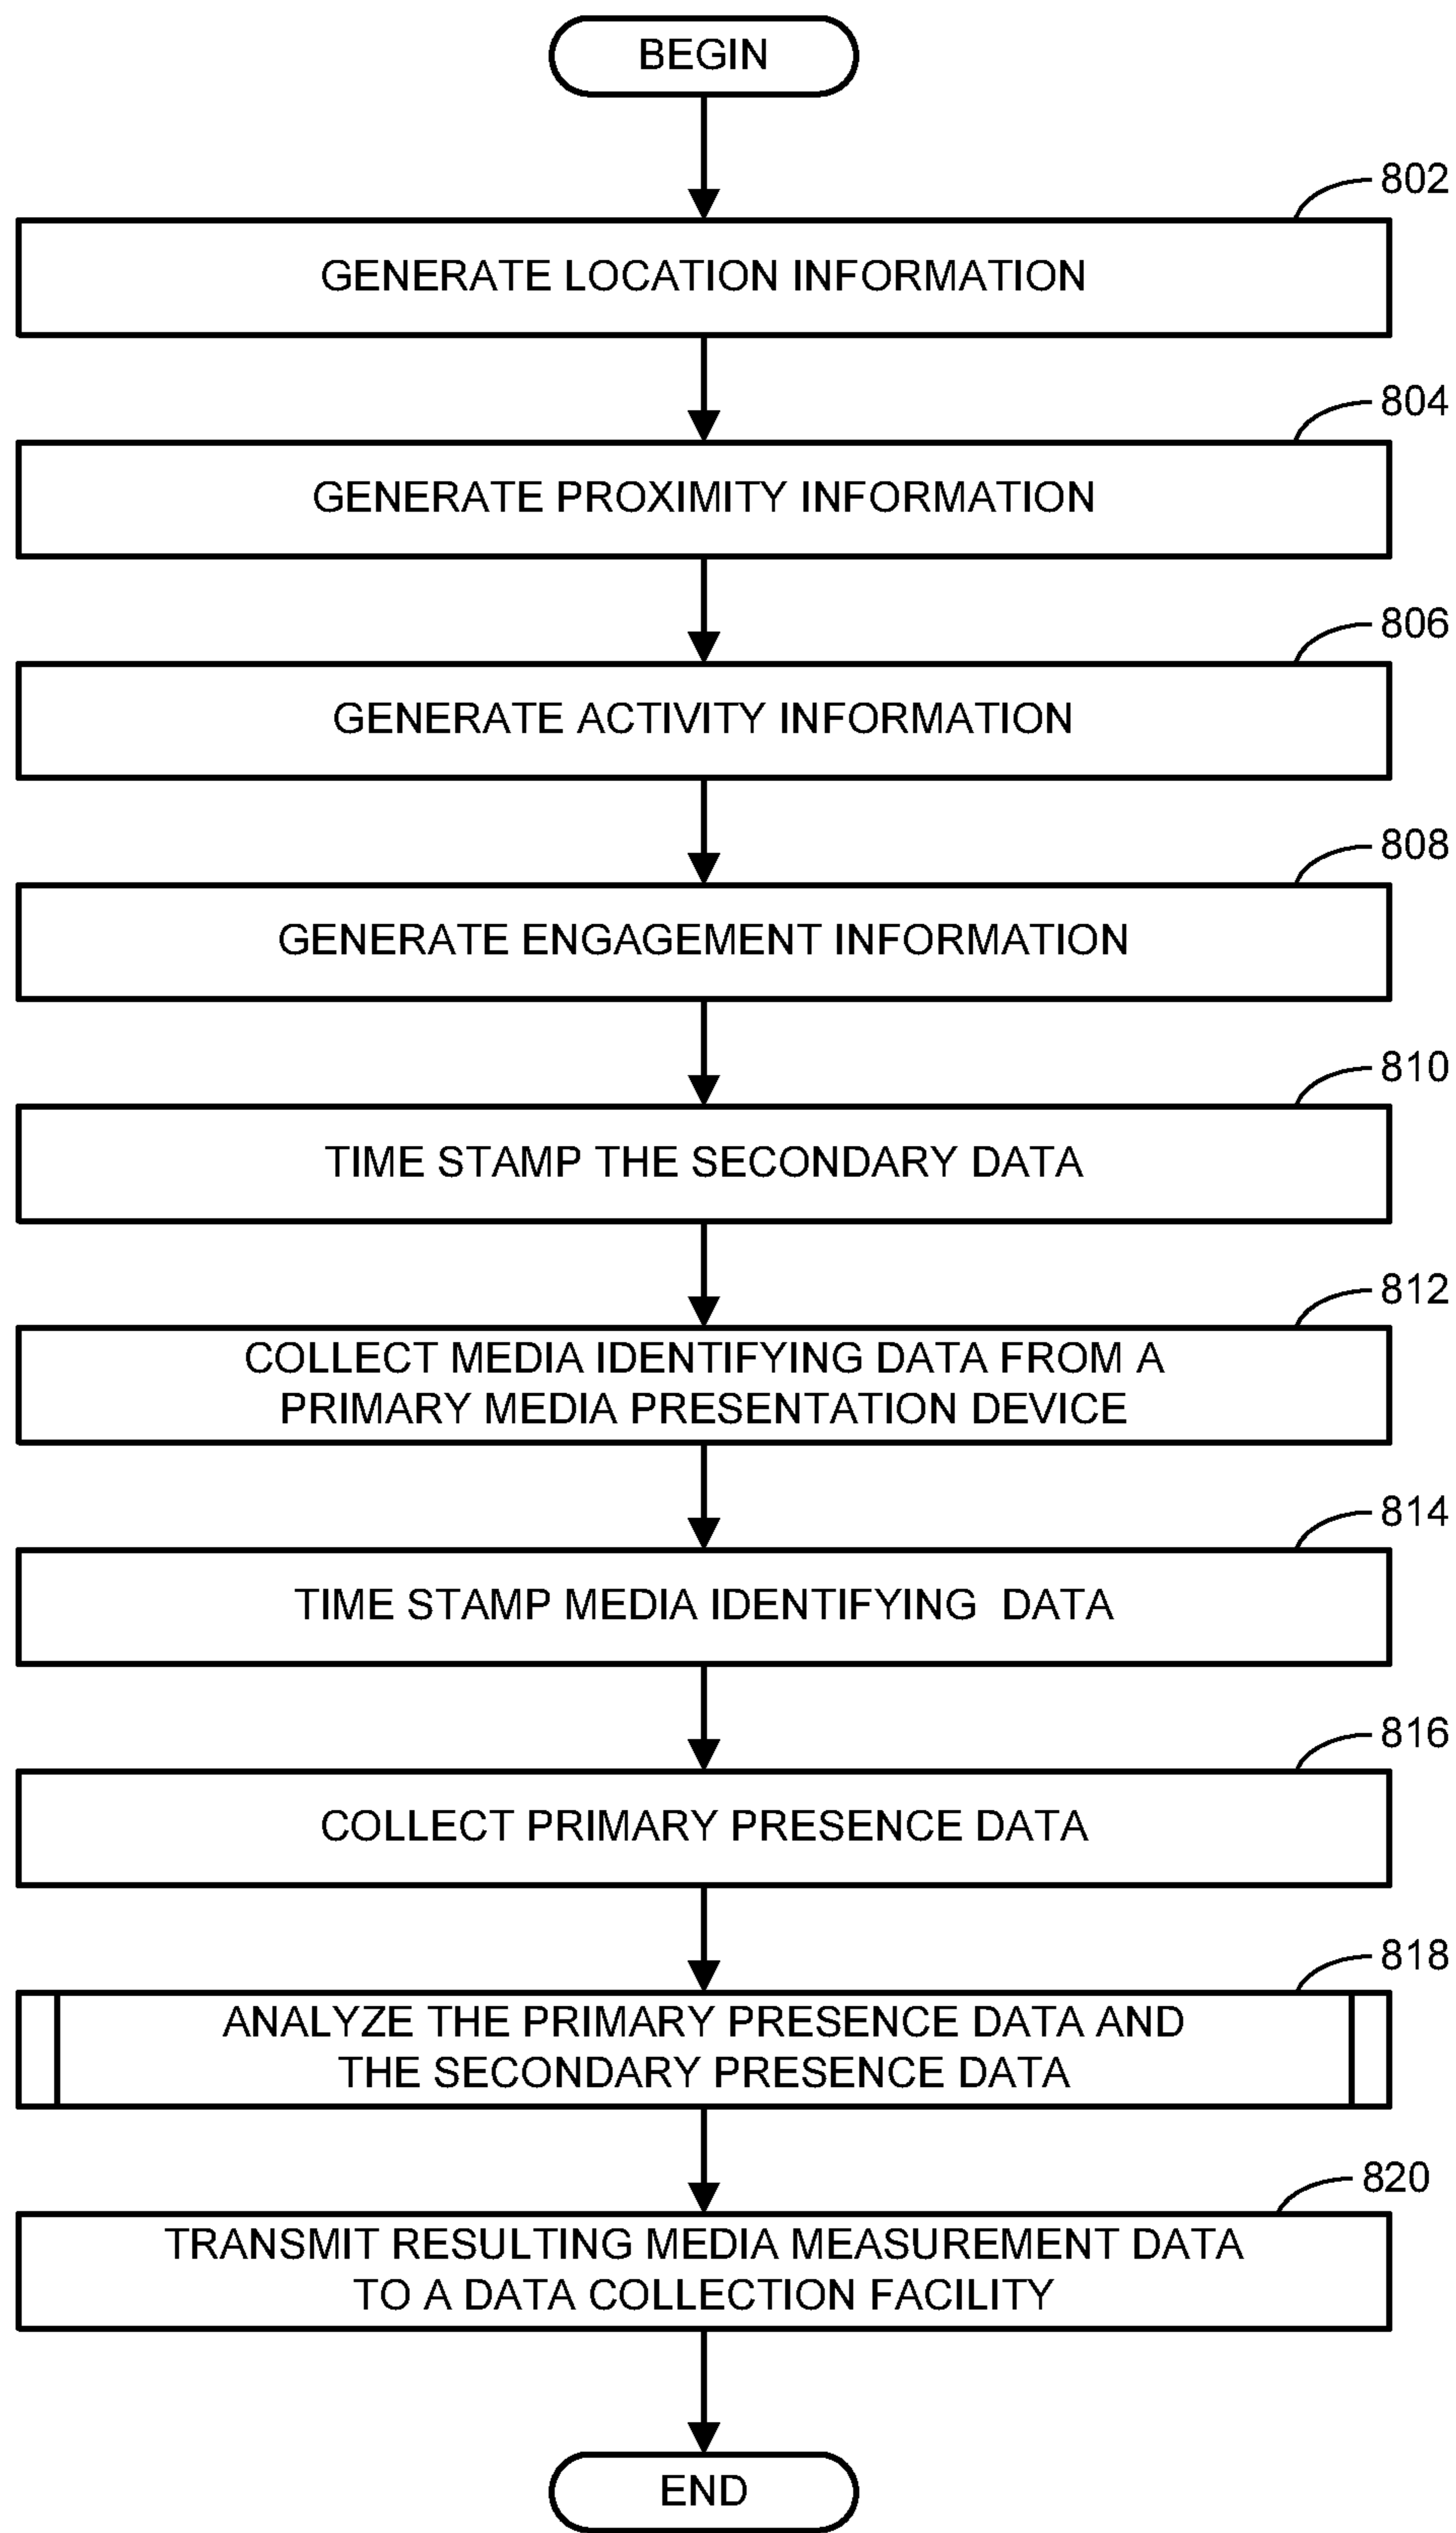 BEGIN
802
GENERATE LOCATION INFORMATION
804
GENERATE PROXIMITY INFORMATION
806
GENERATE ACTIVITY INFORMATION
808
GENERATE ENGAGEMENT INFORMATION
810
TIME STAMP THE SECONDARY DATA
812
COLLECT MEDIA IDENTIFYING DATA FROM A
PRIMARY MEDIA PRESENTATION DEVICE
814
TIME STAMP MEDIA IDENTIFYING DATA
816
COLLECT PRIMARY PRESENCE DATA
818
ANALYZE THE PRIMARY PRESENCE DATA AND
THE SECONDARY PRESENCE DATA
820
TRANSMIT RESULTING MEDIA MEASUREMENT DATA
TO A DATA COLLECTION FACILITY
END